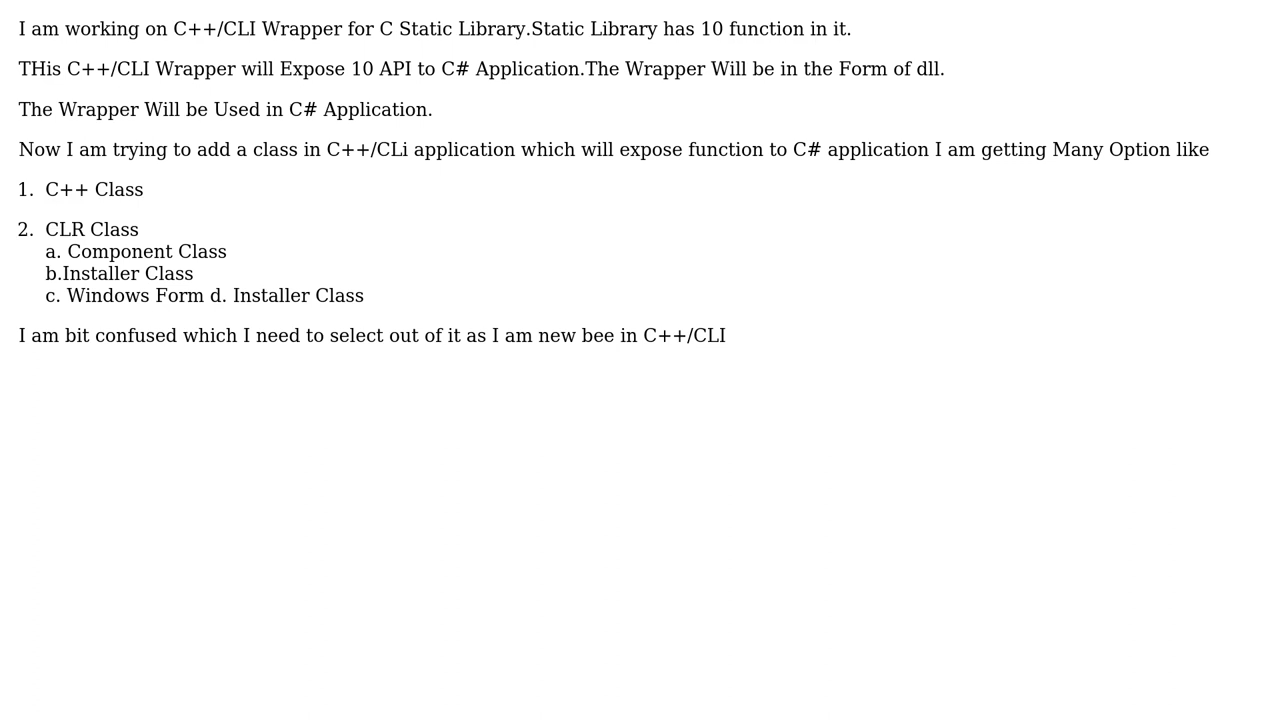 I am working on C++/CLI Wrapper for C Static Library.Static Library has 10 function in it.
THis C++/CLI Wrapper will Expose 10 API to C# Application.The Wrapper Will be in the Form of dll.
The Wrapper Will be Used in C# Application.
Now I am trying to add a class in C++/CLi application which will expose function to C# application I am getting Many Option like
1. C++ Class
2. CLR Class
a. Component Class
b.Installer Class
c. Windows Form d. Installer Class
I am bit confused which I need to select out of it as I am new bee in C++/CLI